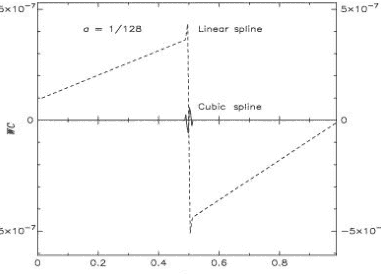 5×10⁻⁷ 5×10⁻⁷
a = 1/128 Linear spline
Cubic spline
0 0
WC
5×10⁻⁷ −5×10⁻⁷
0 0.2 0.4 0.6 0.8